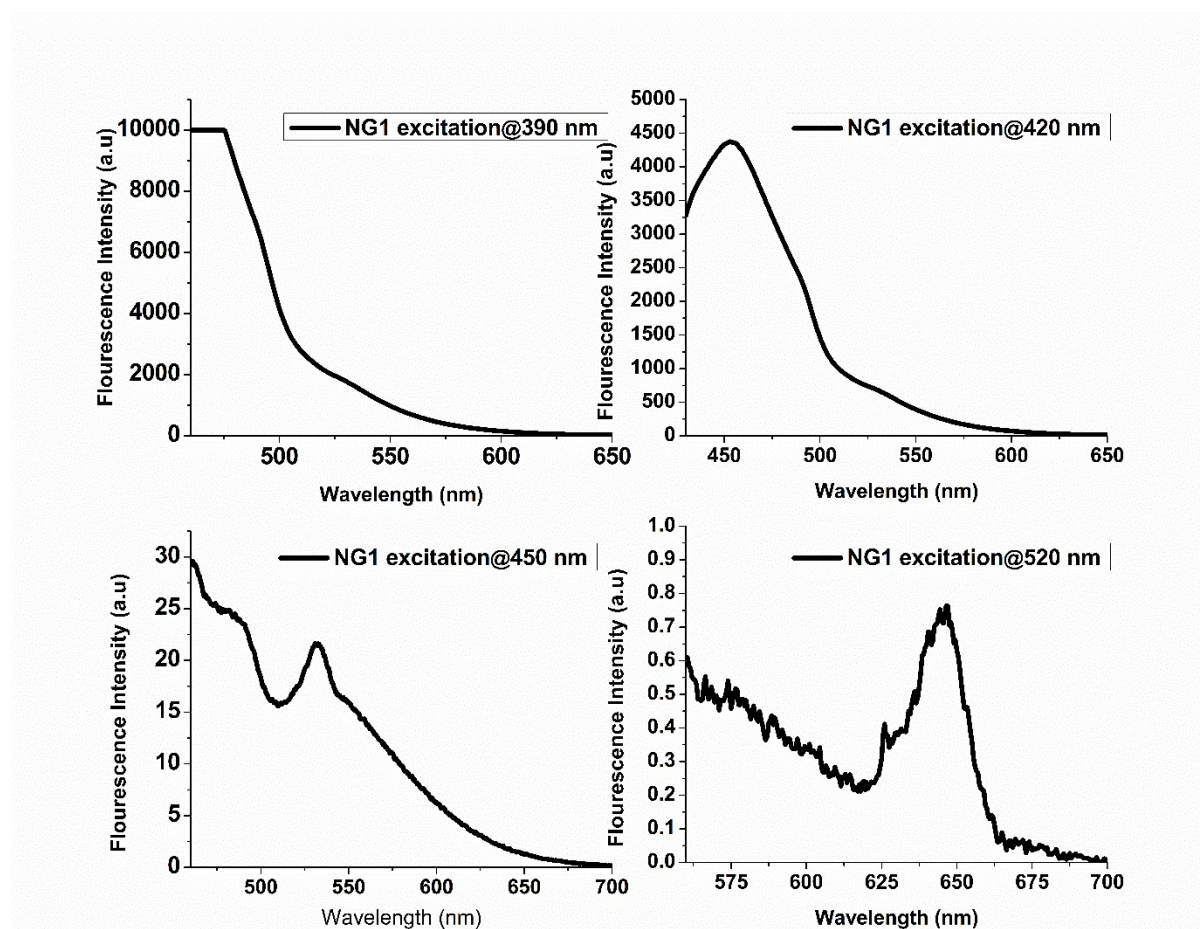 NG1 excitation@390 nm
Flourescence Intensity (a.u)
10000
8000
6000
4000
2000
0
500 550 600 650
Wavelength (nm)
NG1 excitation@420 nm
Flourescence Intensity (a.u)
5000
4500
4000
3500
3000
2500
2000
1500
1000
500
0
450 500 550 600 650
Wavelength (nm)
NG1 excitation@450 nm
Flourescence Intensity (a.u)
30
25
20
15
10
5
0
500 550 600 650 700
Wavelength (nm)
NG1 excitation@520 nm
Flourescence Intensity (a.u)
1.0
0.9
0.8
0.7
0.6
0.5
0.4
0.3
0.2
0.1
0.0
575 600 625 650 675 700
Wavelength (nm)